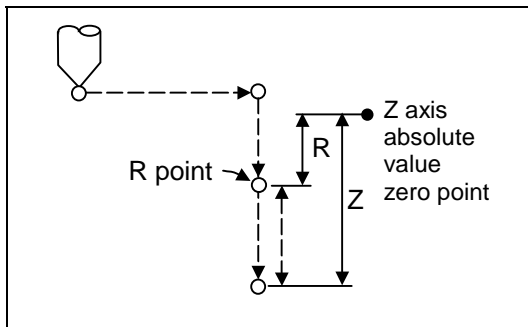 Z axis
absolute
value
zero point
R
R point
Z